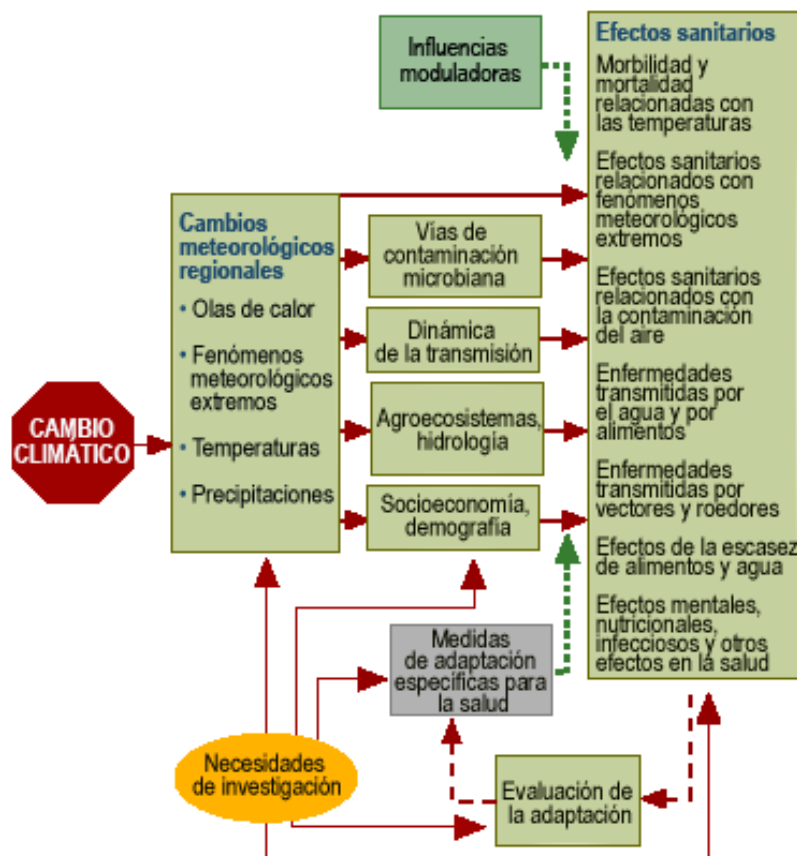 Influencias
moduladoras
Efectos sanitarios
Morbilidad y
mortalidad
relacionadas con
las temperaturas
Efectos sanitarios
relacionados con
fenómenos
meteorológicos
extremos
Efectos sanitarios
relacionados con
la contaminación
del aire
Enfermedades
transmitidas por
el agua y por
alimentos
Enfermedades
transmitidas por
vectores y roedores
Efectos de la escasez
de alimentos y agua
Efectos mentales,
nutricionales,
infecciosos y otros
efectos en la salud
Cambios
meteorológicos
regionales
• Olas de calor
• Fenómenos
meteorológicos
extremos
• Temperaturas
• Precipitaciones
Vías de
contaminación
microbiana
Dinámica
de la transmisión
Agroecosistemas,
hidrología
Socioeconomía,
demografía
CAMBIO
CLIMÁTICO
Medidas
de adaptación
específicas para
la salud
Necesidades
de investigación
Evaluación de
la adaptación